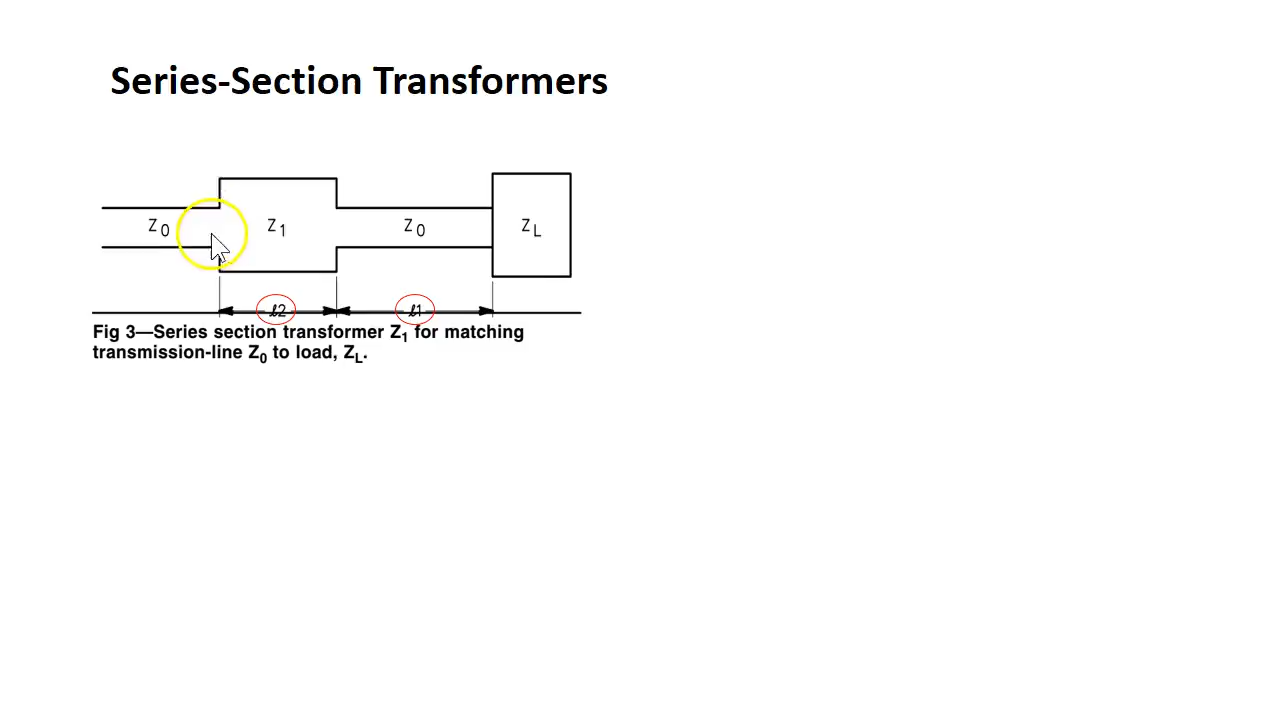 Series-Section Transformers
Z0 Z1 Z0 ZL
ℓ2 ℓ1
Fig 3—Series section transformer Z1 for matching
transmission-line Z0 to load, ZL.